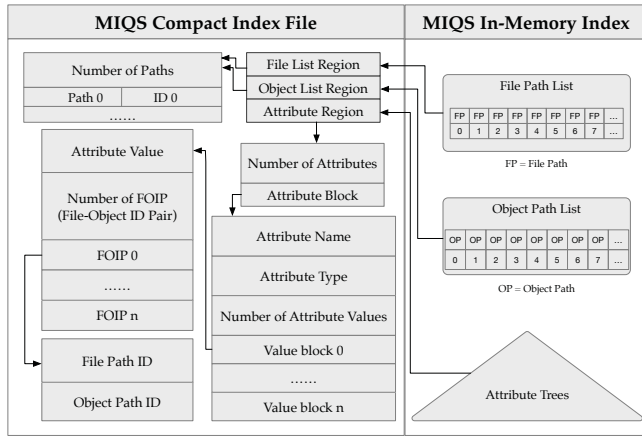 MIQS Compact Index File
MIQS In-Memory Index
Number of Paths
Path 0 ID 0
......
File List Region
Object List Region
Attribute Region
Number of Attributes
Attribute Block
Attribute Value
Number of FOIP
(File-Object ID Pair)
FOIP 0
......
FOIP n
File Path ID
Object Path ID
Attribute Name
Attribute Type
Number of Attribute Values
Value block 0
......
Value block n
File Path List
FP FP FP FP FP FP FP FP ...
0 1 2 3 4 5 6 7 ...
FP = File Path
Object Path List
OP OP OP OP OP OP OP OP ...
0 1 2 3 4 5 6 7 ...
OP = Object Path
Attribute Trees